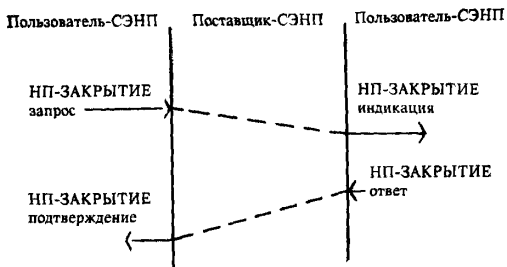 Пользователь-СЭНП Поставщик-СЭНП Пользователь-СЭНП
НП-ЗАКРЫТИЕ
запрос
НП-ЗАКРЫТИЕ
индикация
НП-ЗАКРЫТИЕ
ответ
НП-ЗАКРЫТИЕ
подтверждение